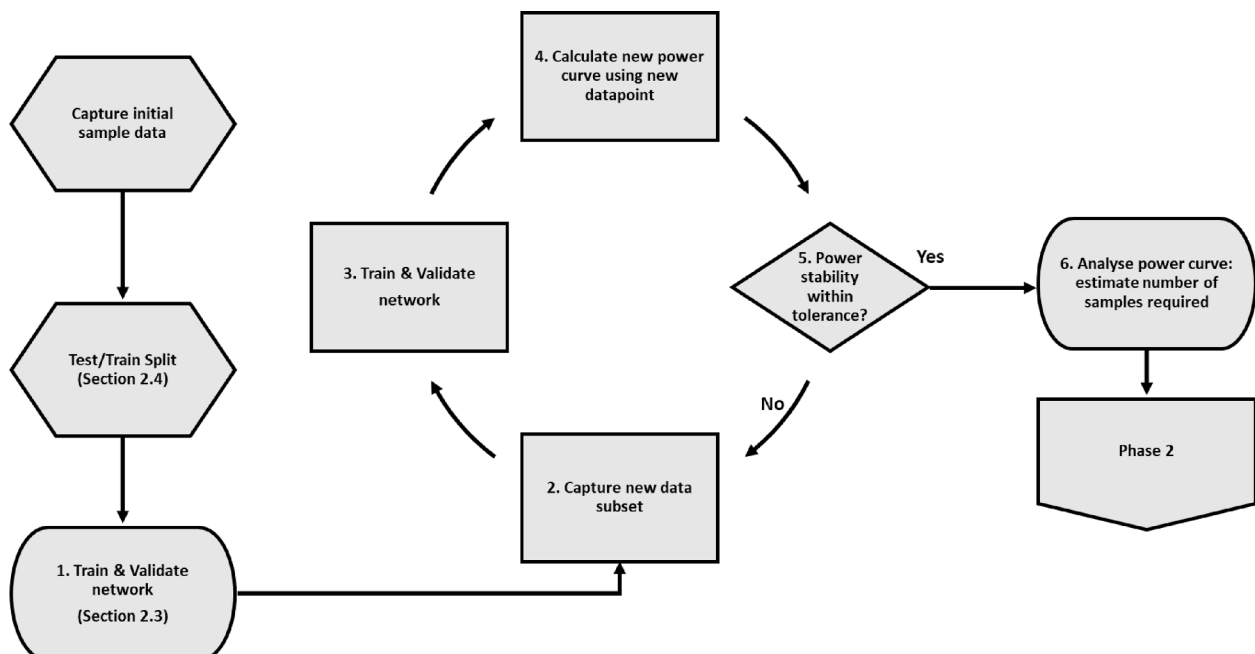 Capture initial
sample data
Test/Train Split
(Section 2.4)
1. Train & Validate
network
(Section 2.3)
2. Capture new data
subset
3. Train & Validate
network
4. Calculate new power
curve using new
datapoint
5. Power
stability
within
tolerance?
Yes
No
6. Analyse power curve:
estimate number of
samples required
Phase 2